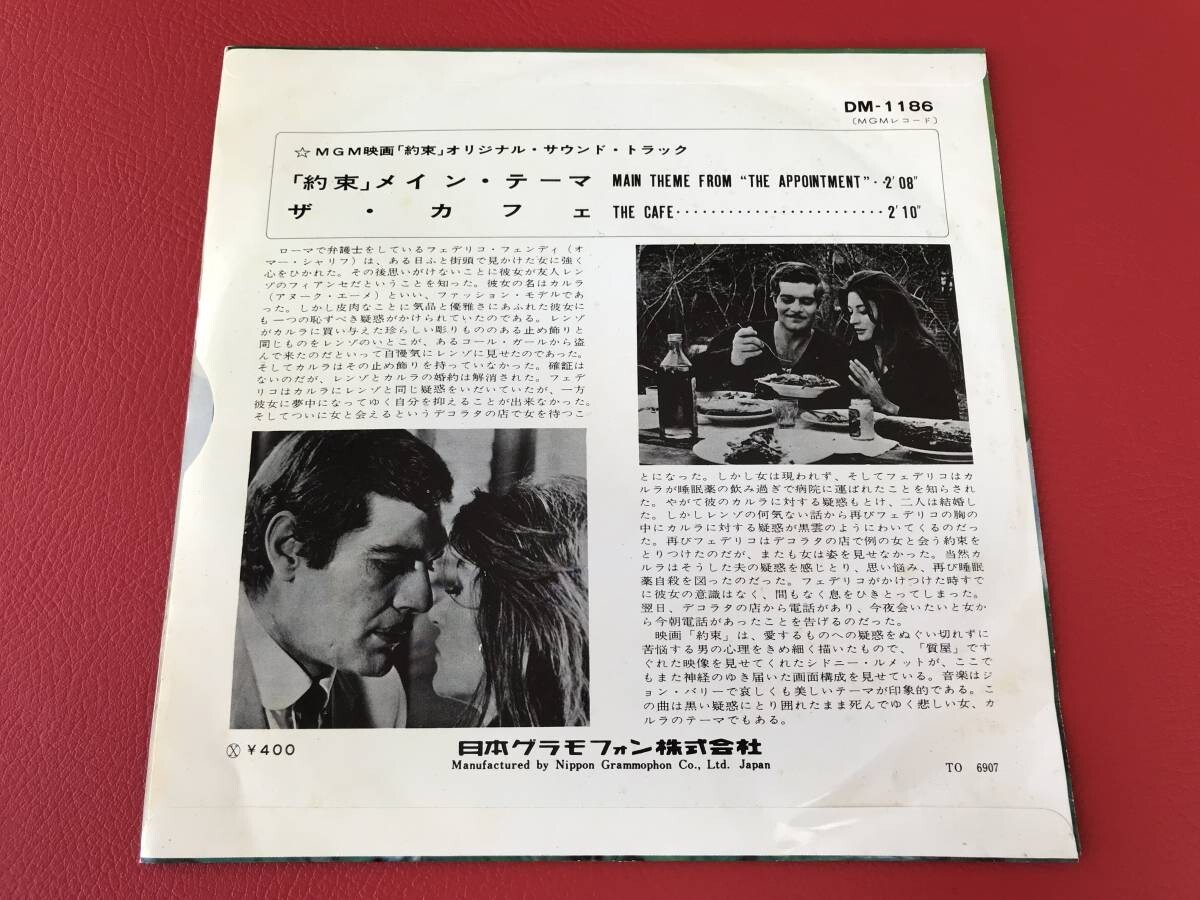 DM-1186
〔MGMレコード〕
☆MGM映画「約束」オリジナル・サウンド・トラック
「約束」メイン・テーマ MAIN THEME FROM “THE APPOINTMENT”‥2′08″
ザ・カフェ THE CAFE‥‥‥‥‥‥‥‥‥‥‥‥2′10″
ローマで弁護士をしているフェデリコ・フェンディ(オ
マー・シャリフ)は、ある日ふと街頭で見かけた女に強く
心をひかれた。その後思いがけないことに彼女が友人レン
ゾのフィアンセだということを知った。彼女の名はカルラ
(アヌーク・エーメ)といい、ファッション・モデルであ
った。しかし皮肉なことに気品と優雅さにあふれた彼女に
も一つの恥ずべき疑惑がかけられていたのである。レンゾ
がカルラに買い与えた珍らしい彫りもののある止め飾りと
同じものをレンゾのいとこが、あるコール・ガールから盗
んで来たのだといって自慢気にレンゾに見せたのであった。
そしてカルラはその止め飾りを持っていなかった。確証は
ないのだが、レンゾとカルラの婚約は解消された。フェデ
リコはカルラにレンゾと同じ疑惑をいだいていたが、一方
彼女に夢中になってゆく自分を抑えることが出来なかった。
そしてついに女と会えるというデコラタの店で女を待つこ
とになった。しかし女は現われず、そしてフェデリコはカ
ルラが睡眠薬の飲み過ぎで病院に運ばれたことを知らされ
た。やがて彼のカルラに対する疑惑もとけ、二人は結婚し
た。しかしレンゾの何気ない話から再びフェデリコの胸の
中にカルラに対する疑惑が黒雲のようにわいてくるのだっ
た。再びフェデリコはデコラタの店で例の女と会う約束を
とりつけたのだが、またも女は姿を見せなかった。当然カ
ルラはそうした夫の疑惑を感じとり、思い悩み、再び睡眠
薬自殺を図ったのだった。フェデリコがかけつけた時すで
に彼女の意識はなく、間もなく息をひきとってしまった。
翌日、デコラタの店から電話があり、今夜会いたいと女か
ら今朝電話があったことを告げるのだった。
映画「約束」は、愛するものへの疑惑をぬぐい切れずに
苦悩する男の心理をきめ細く描いたもので、「質屋」です
ぐれた映像を見せてくれたシドニー・ルメットが、ここで
もまた神経のゆき届いた画面構成を見せている。音楽はジ
ョン・バリーで哀しくも美しいテーマが印象的である。こ
の曲は黒い疑惑にとり囲れたまま死んでゆく悲しい女、カ
ルラのテーマでもある。
Ⓧ ¥400
日本グラモフォン株式会社
Manufactured by Nippon Grammophon Co., Ltd. Japan
TO 6907